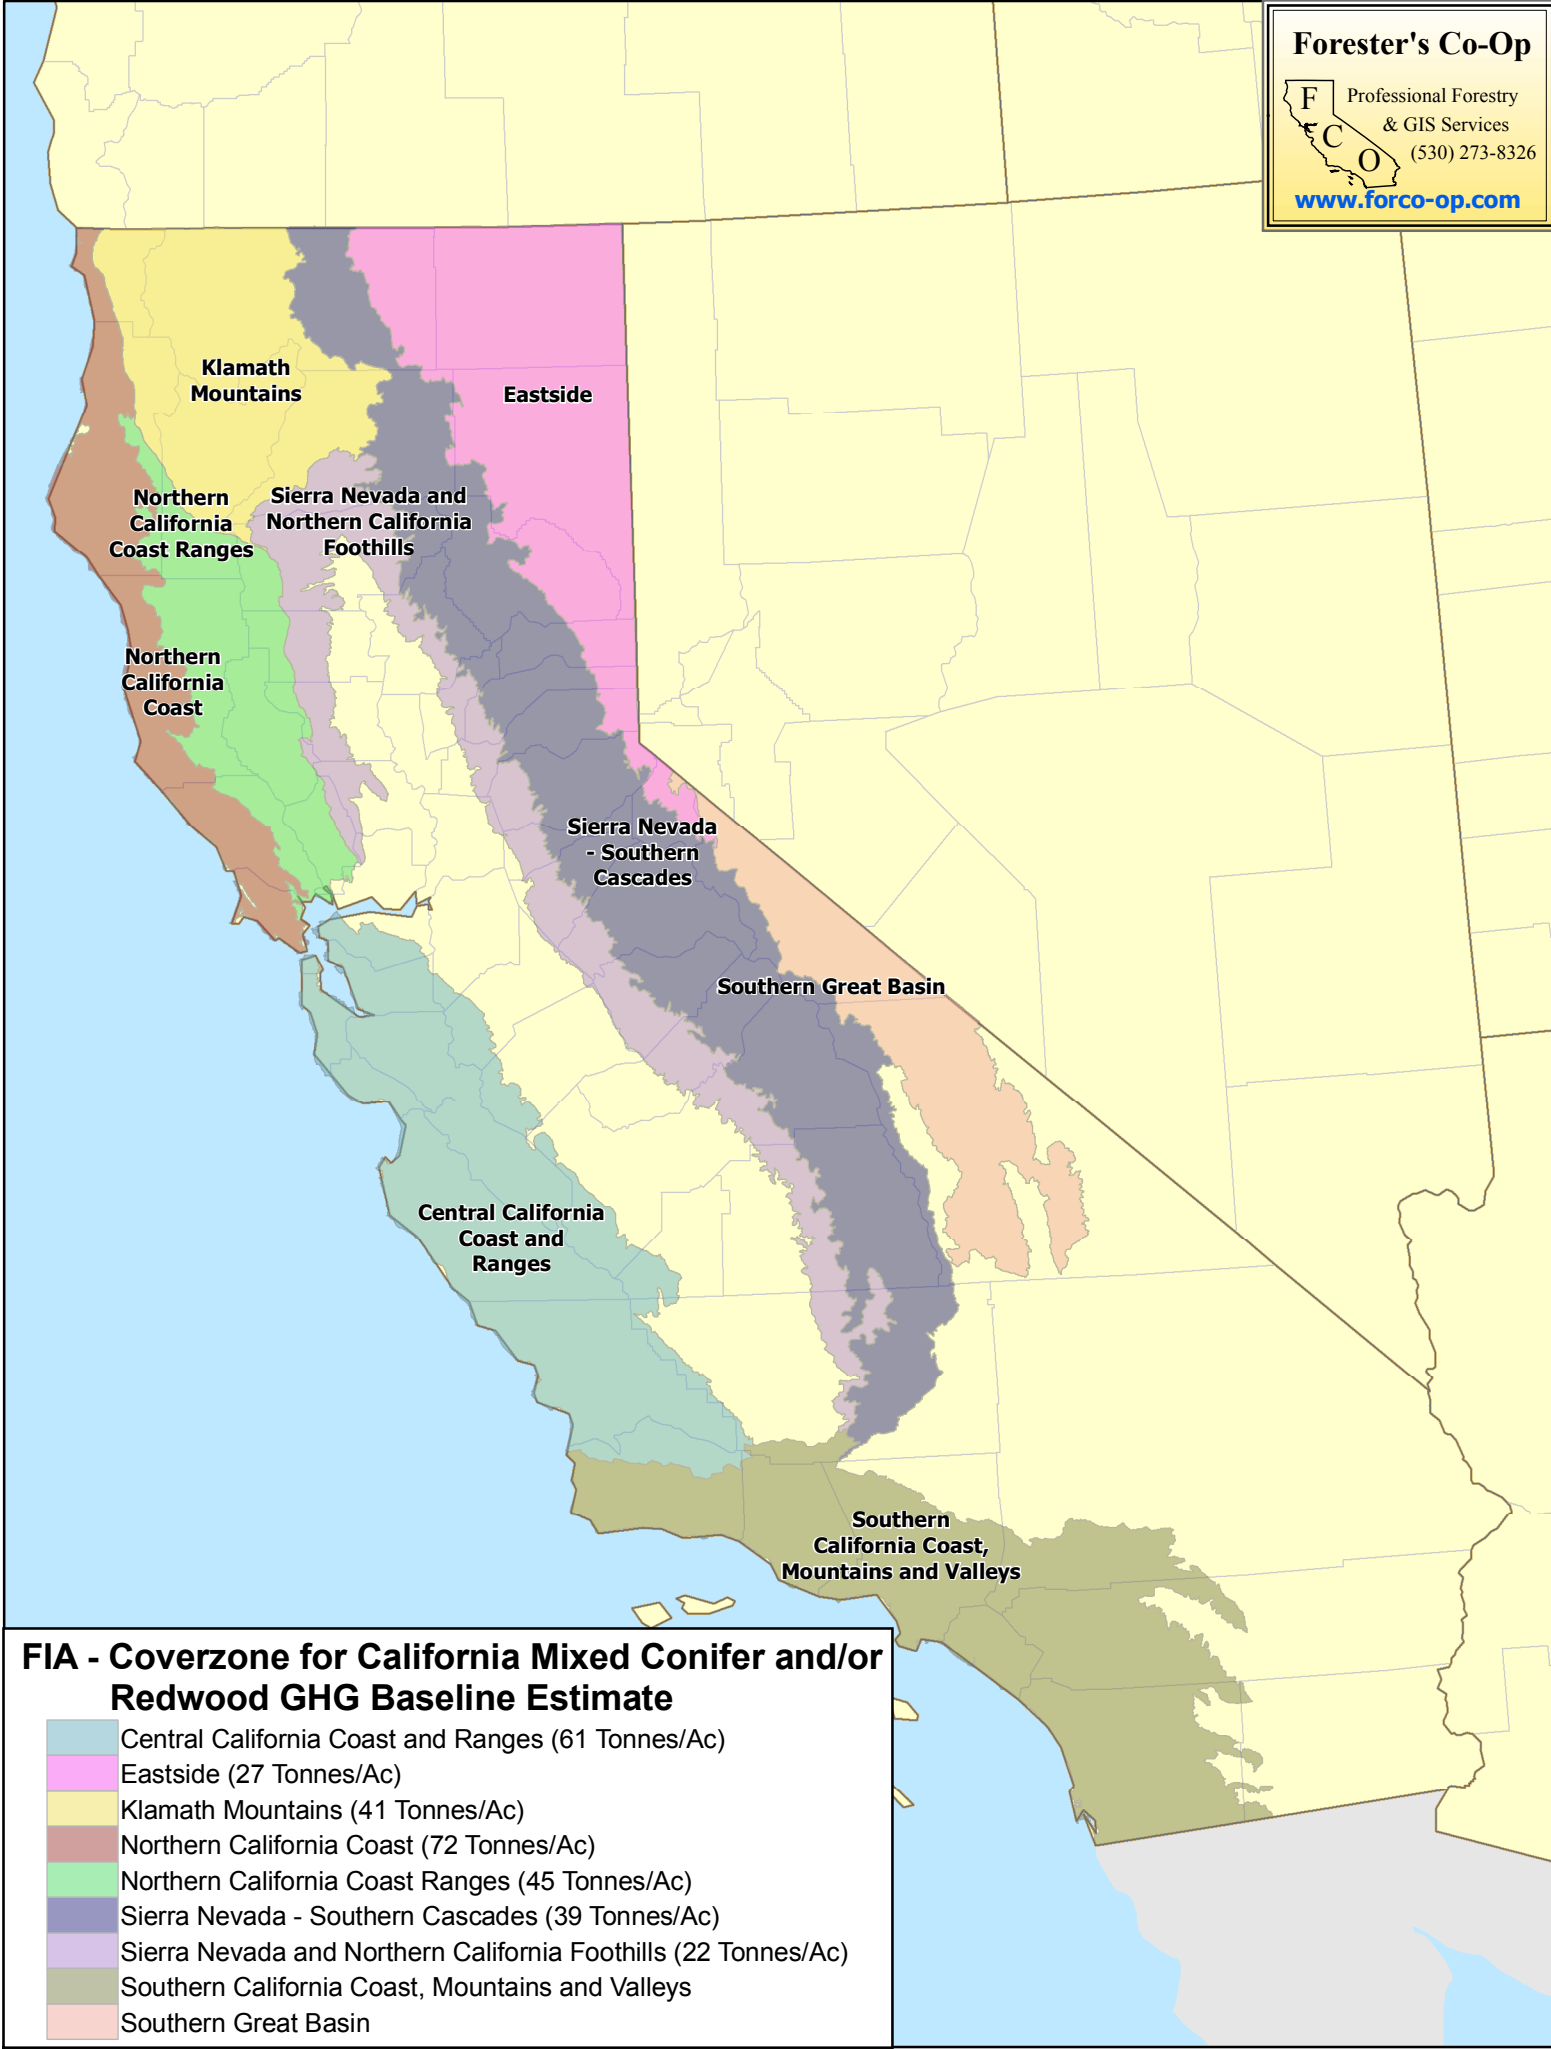 Forester's Co-Op
F
C
O
Professional Forestry
& GIS Services
(530) 273-8326
www.forco-op.com
Klamath
Mountains
Eastside
Northern
California
Coast Ranges
Sierra Nevada and
Northern California
Foothills
Northern
California
Coast
Sierra Nevada
- Southern
Cascades
Southern Great Basin
Central California
Coast and
Ranges
Southern
California Coast,
Mountains and Valleys
FIA - Coverzone for California Mixed Conifer and/or
Redwood GHG Baseline Estimate
Central California Coast and Ranges (61 Tonnes/Ac)
Eastside (27 Tonnes/Ac)
Klamath Mountains (41 Tonnes/Ac)
Northern California Coast (72 Tonnes/Ac)
Northern California Coast Ranges (45 Tonnes/Ac)
Sierra Nevada - Southern Cascades (39 Tonnes/Ac)
Sierra Nevada and Northern California Foothills (22 Tonnes/Ac)
Southern California Coast, Mountains and Valleys
Southern Great Basin